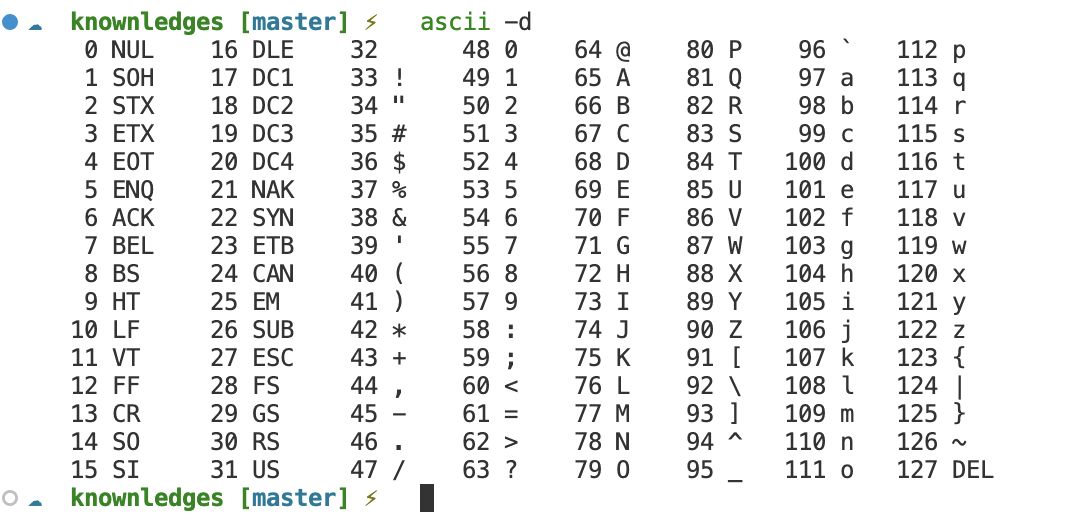 knownledges [master] ⚡ ascii -d
0 NUL 16 DLE 32 48 0 64 @ 80 P 96 ` 112 p
1 SOH 17 DC1 33 ! 49 1 65 A 81 Q 97 a 113 q
2 STX 18 DC2 34 " 50 2 66 B 82 R 98 b 114 r
3 ETX 19 DC3 35 # 51 3 67 C 83 S 99 c 115 s
4 EOT 20 DC4 36 $ 52 4 68 D 84 T 100 d 116 t
5 ENQ 21 NAK 37 % 53 5 69 E 85 U 101 e 117 u
6 ACK 22 SYN 38 & 54 6 70 F 86 V 102 f 118 v
7 BEL 23 ETB 39 ' 55 7 71 G 87 W 103 g 119 w
8 BS 24 CAN 40 ( 56 8 72 H 88 X 104 h 120 x
9 HT 25 EM 41 ) 57 9 73 I 89 Y 105 i 121 y
10 LF 26 SUB 42 * 58 : 74 J 90 Z 106 j 122 z
11 VT 27 ESC 43 + 59 ; 75 K 91 [ 107 k 123 {
12 FF 28 FS 44 , 60 < 76 L 92 \ 108 l 124 |
13 CR 29 GS 45 - 61 = 77 M 93 ] 109 m 125 }
14 SO 30 RS 46 . 62 > 78 N 94 ^ 110 n 126 ~
15 SI 31 US 47 / 63 ? 79 O 95 _ 111 o 127 DEL
knownledges [master] ⚡